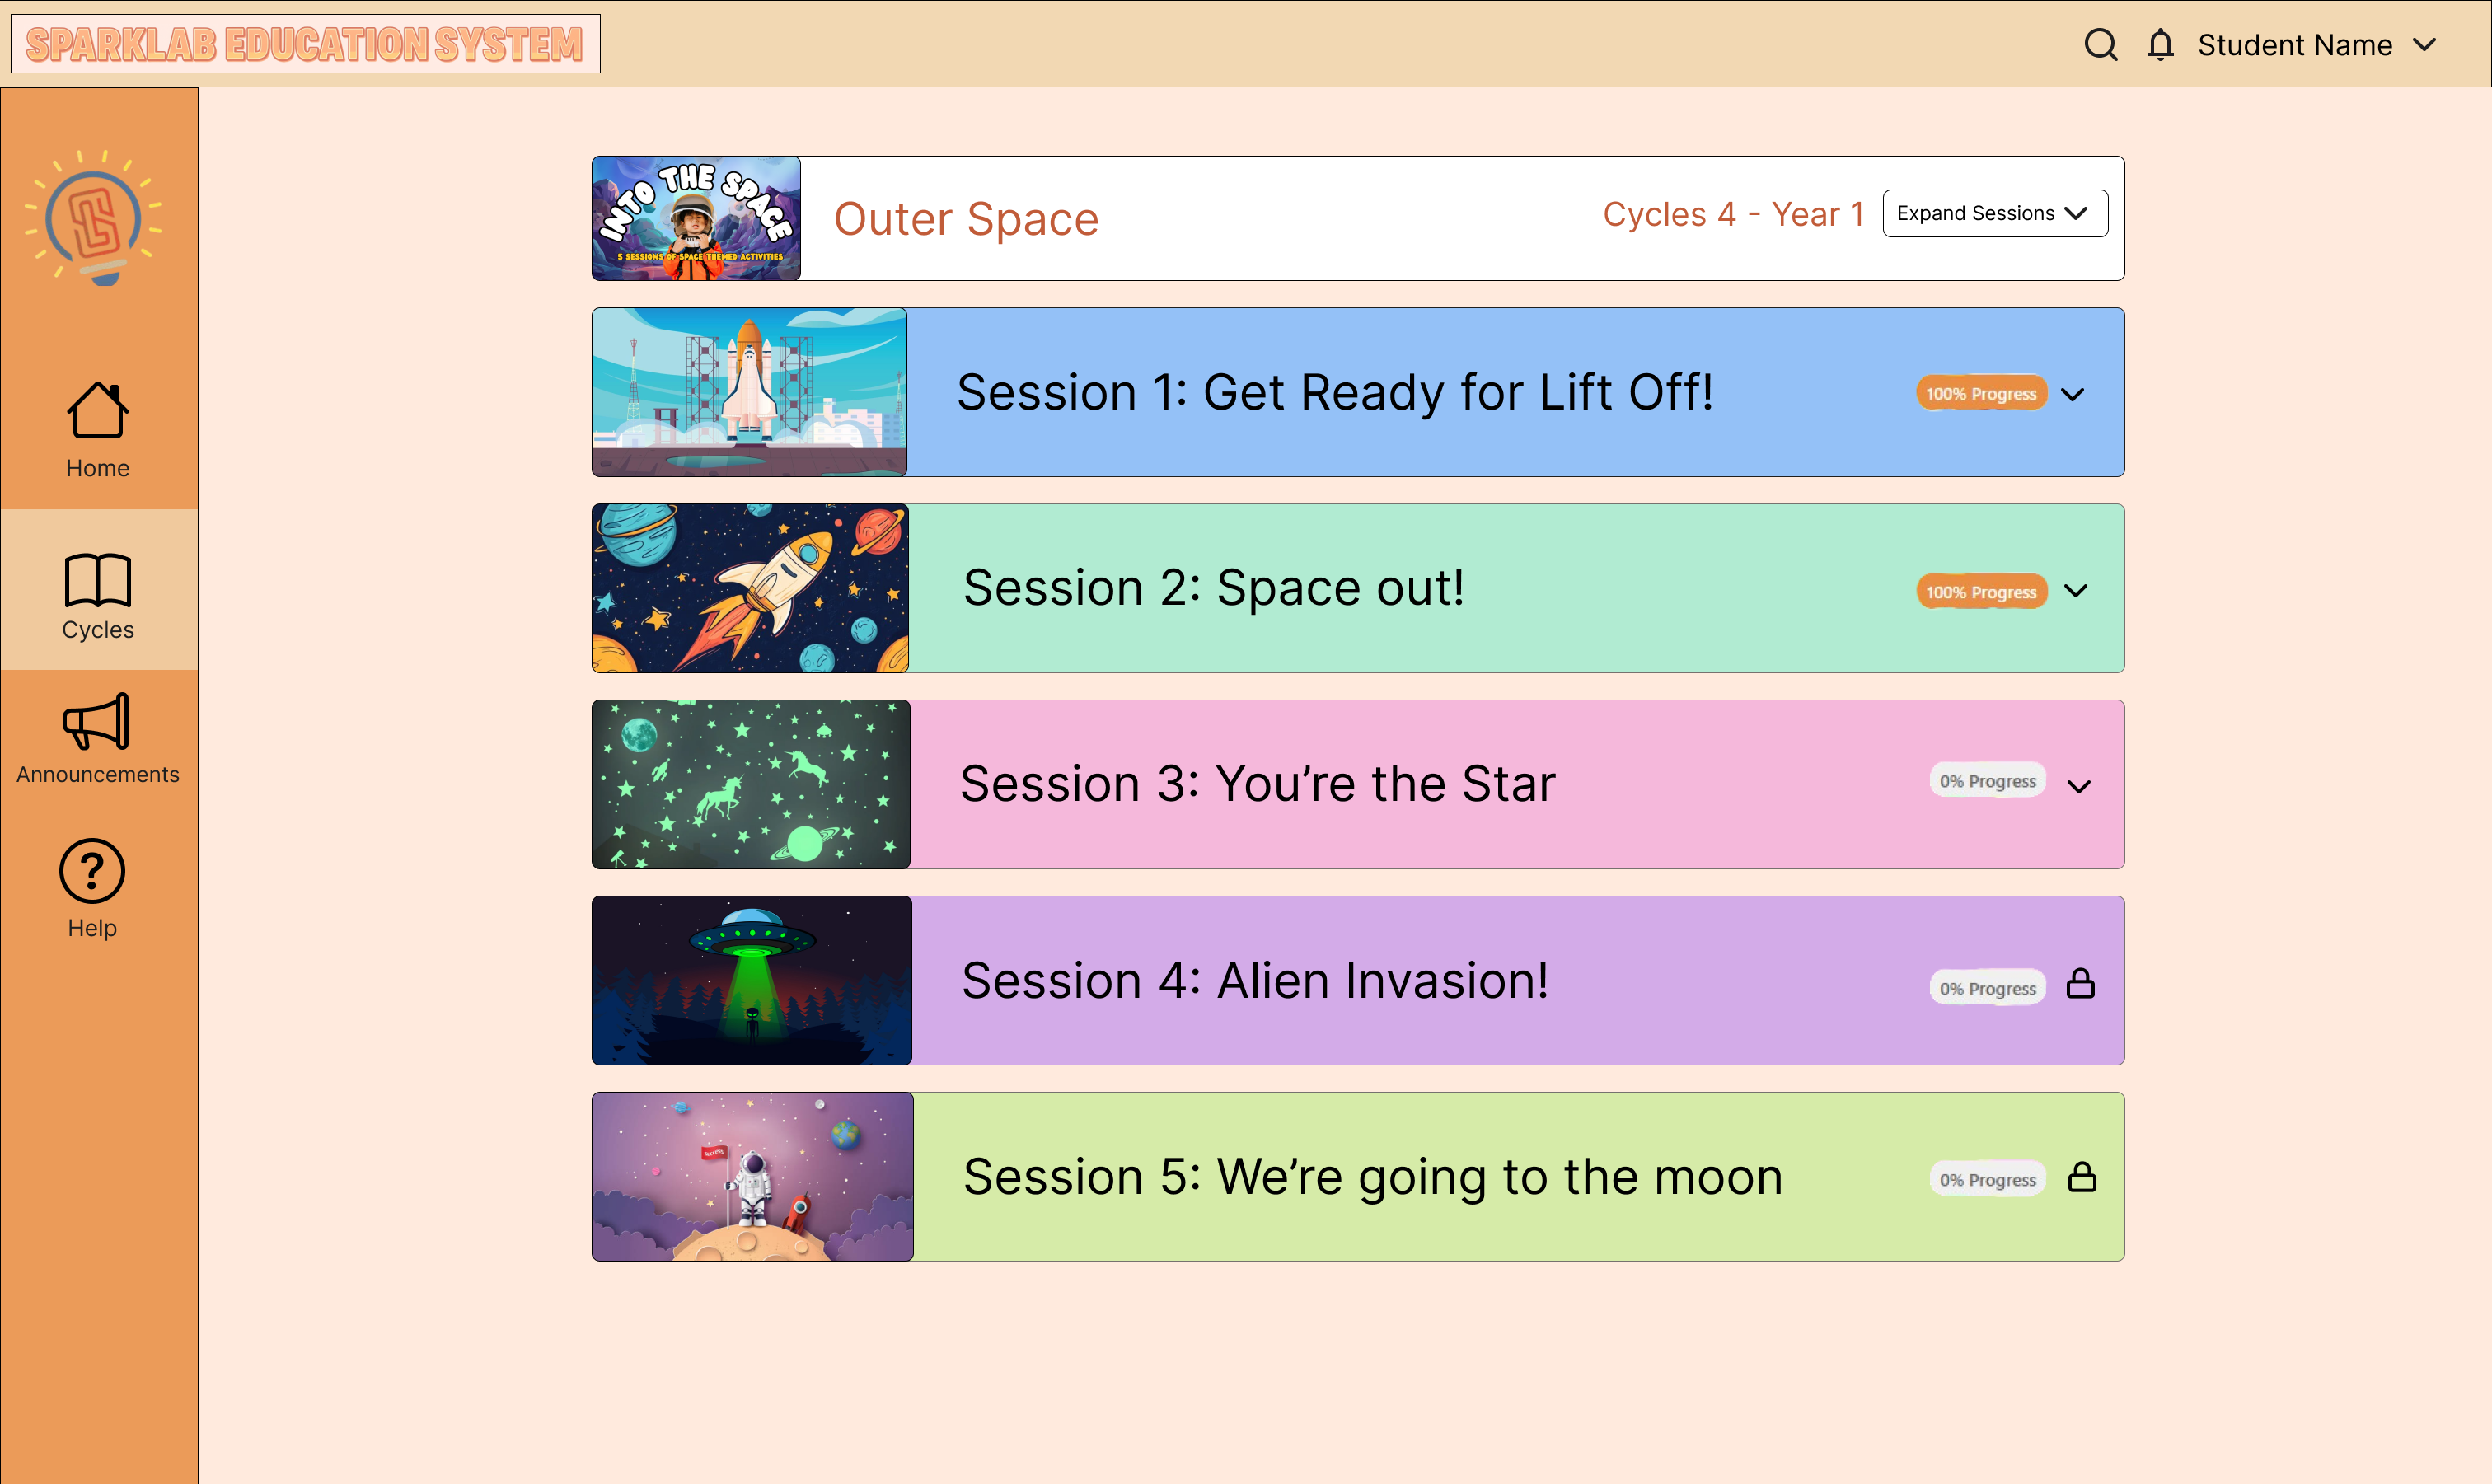 SPARKLAB EDUCATION SYSTEM
Student Name
Home
Cycles
Announcements
Help
INTO THE SPACE
5 SESSIONS OF SPACE THEMED ACTIVITIES
Outer Space
Cycles 4 - Year 1
Expand Sessions
Session 1: Get Ready for Lift Off!
100% Progress
Session 2: Space out!
100% Progress
Session 3: You’re the Star
0% Progress
Session 4: Alien Invasion!
0% Progress
Success
Session 5: We’re going to the moon
0% Progress